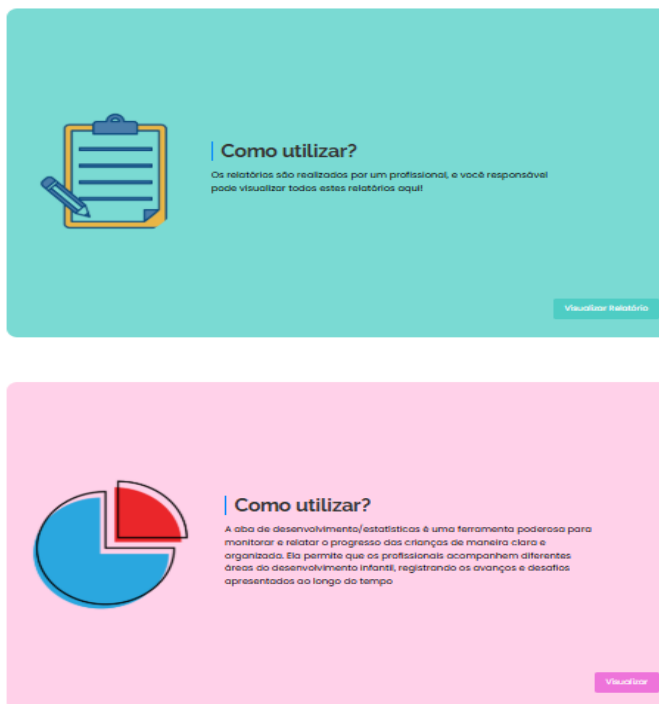 Como utilizar?
Os relatórios são realizados por um profissional, e você responsável
pode visualizar todos estes relatórios aqui!
Visualizar Relatório
Como utilizar?
A aba de desenvolvimento/estatísticas é uma ferramenta poderosa para
monitorar e relatar o progresso das crianças de maneira clara e
organizada. Ela permite que os profissionais acompanhem diferentes
áreas do desenvolvimento infantil, registrando os avanços e desafios
apresentados ao longo do tempo
Visualizar